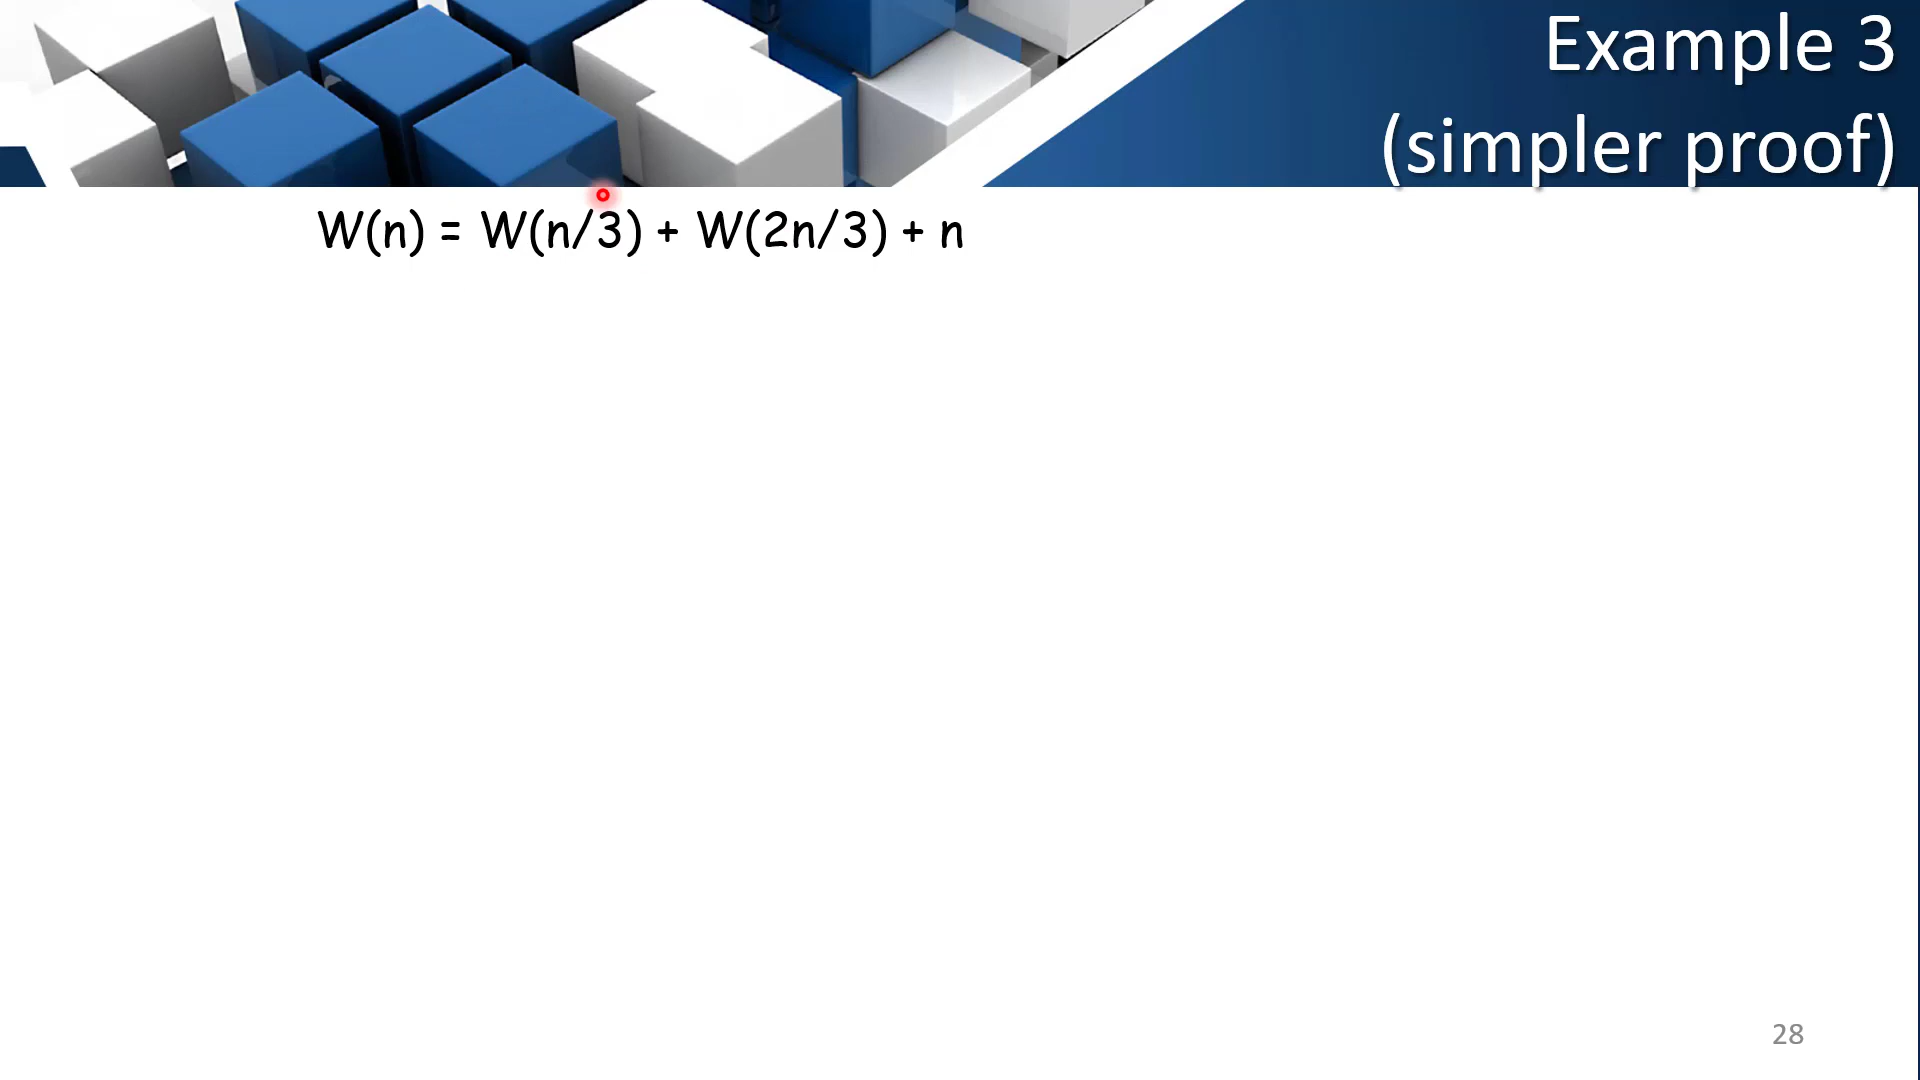 Example 3
(simpler proof)
W(n) = W(n/3) + W(2n/3) + n
28